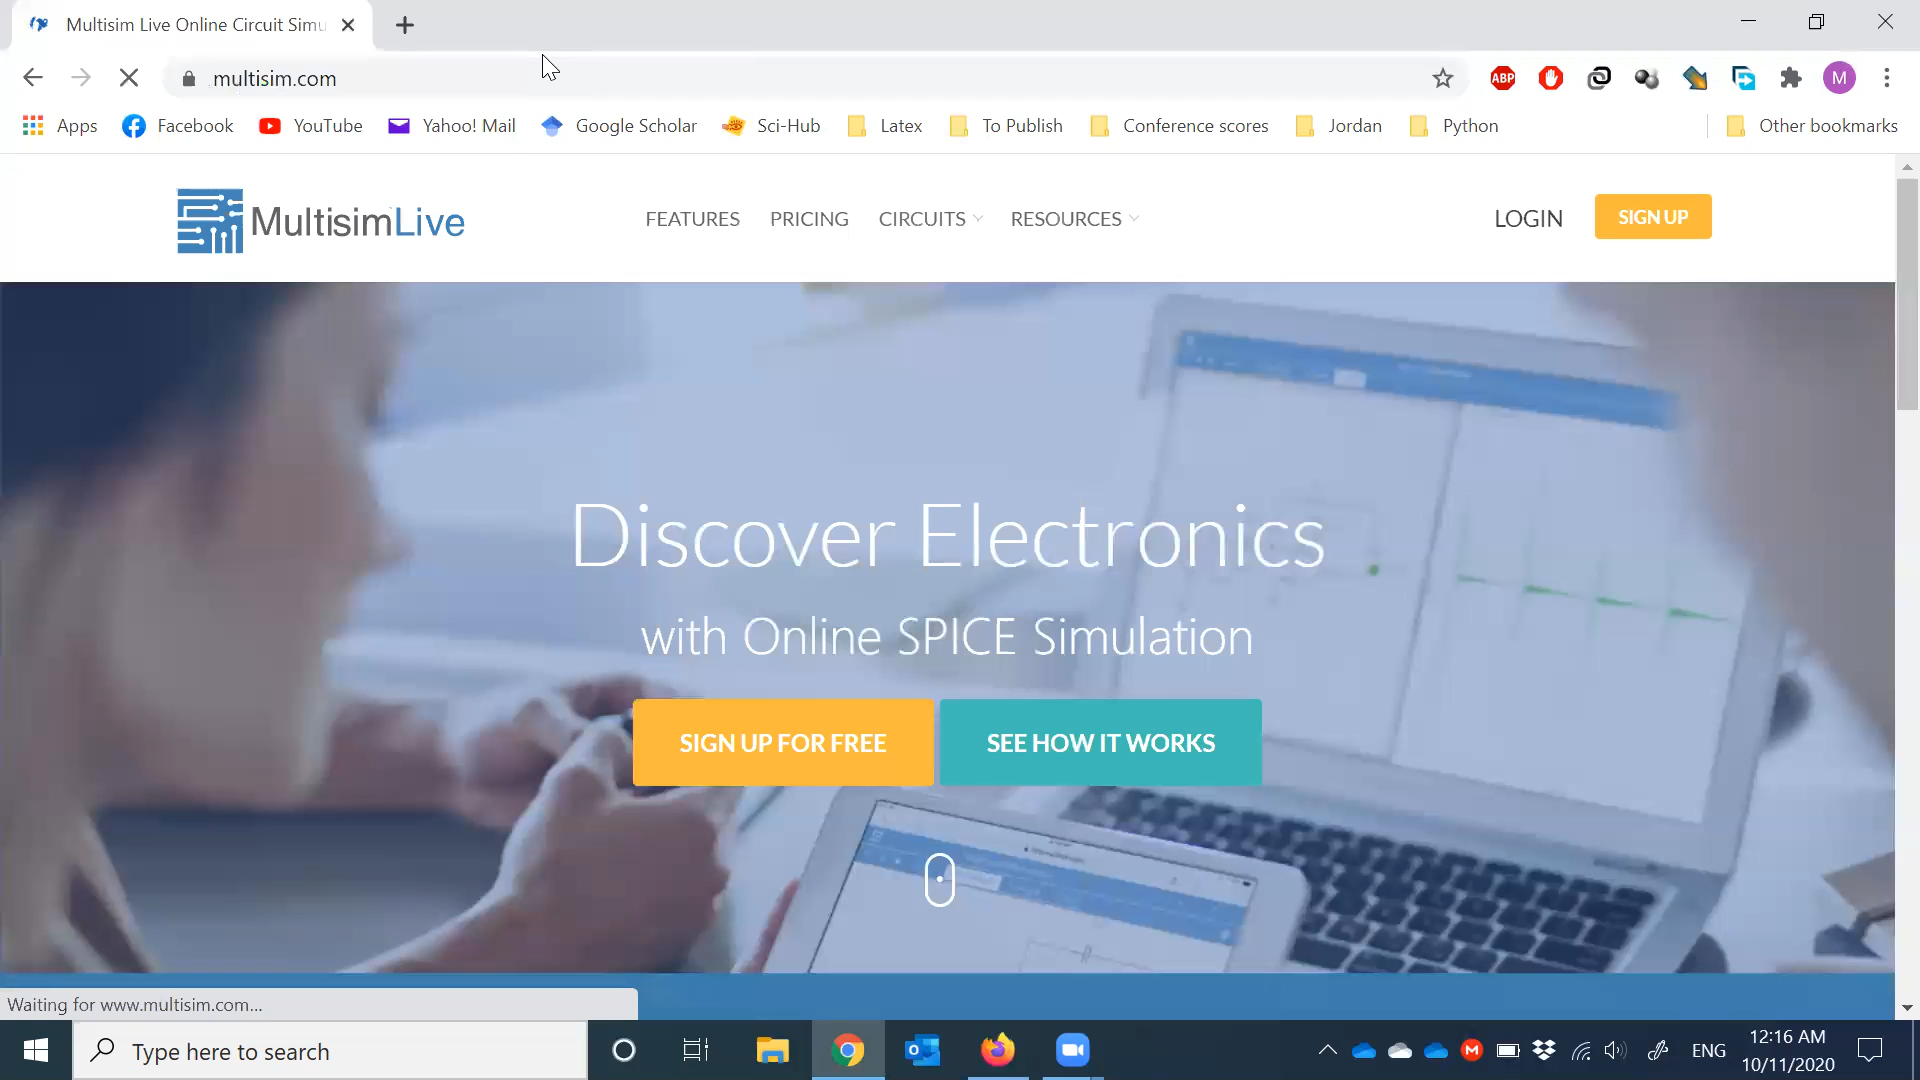 Multisim Live Online Circuit Simu
multisim.com
ABP
M
Apps
Facebook
YouTube
Yahoo! Mail
Google Scholar
Sci-Hub
Latex
To Publish
Conference scores
Jordan
Python
Other bookmarks
MultisimLive
FEATURES
PRICING
CIRCUITS
RESOURCES
LOGIN
SIGN UP
Discover Electronics
with Online SPICE Simulation
SIGN UP FOR FREE
SEE HOW IT WORKS
Waiting for www.multisim.com...
Type here to search
ENG
12:16 AM
10/11/2020